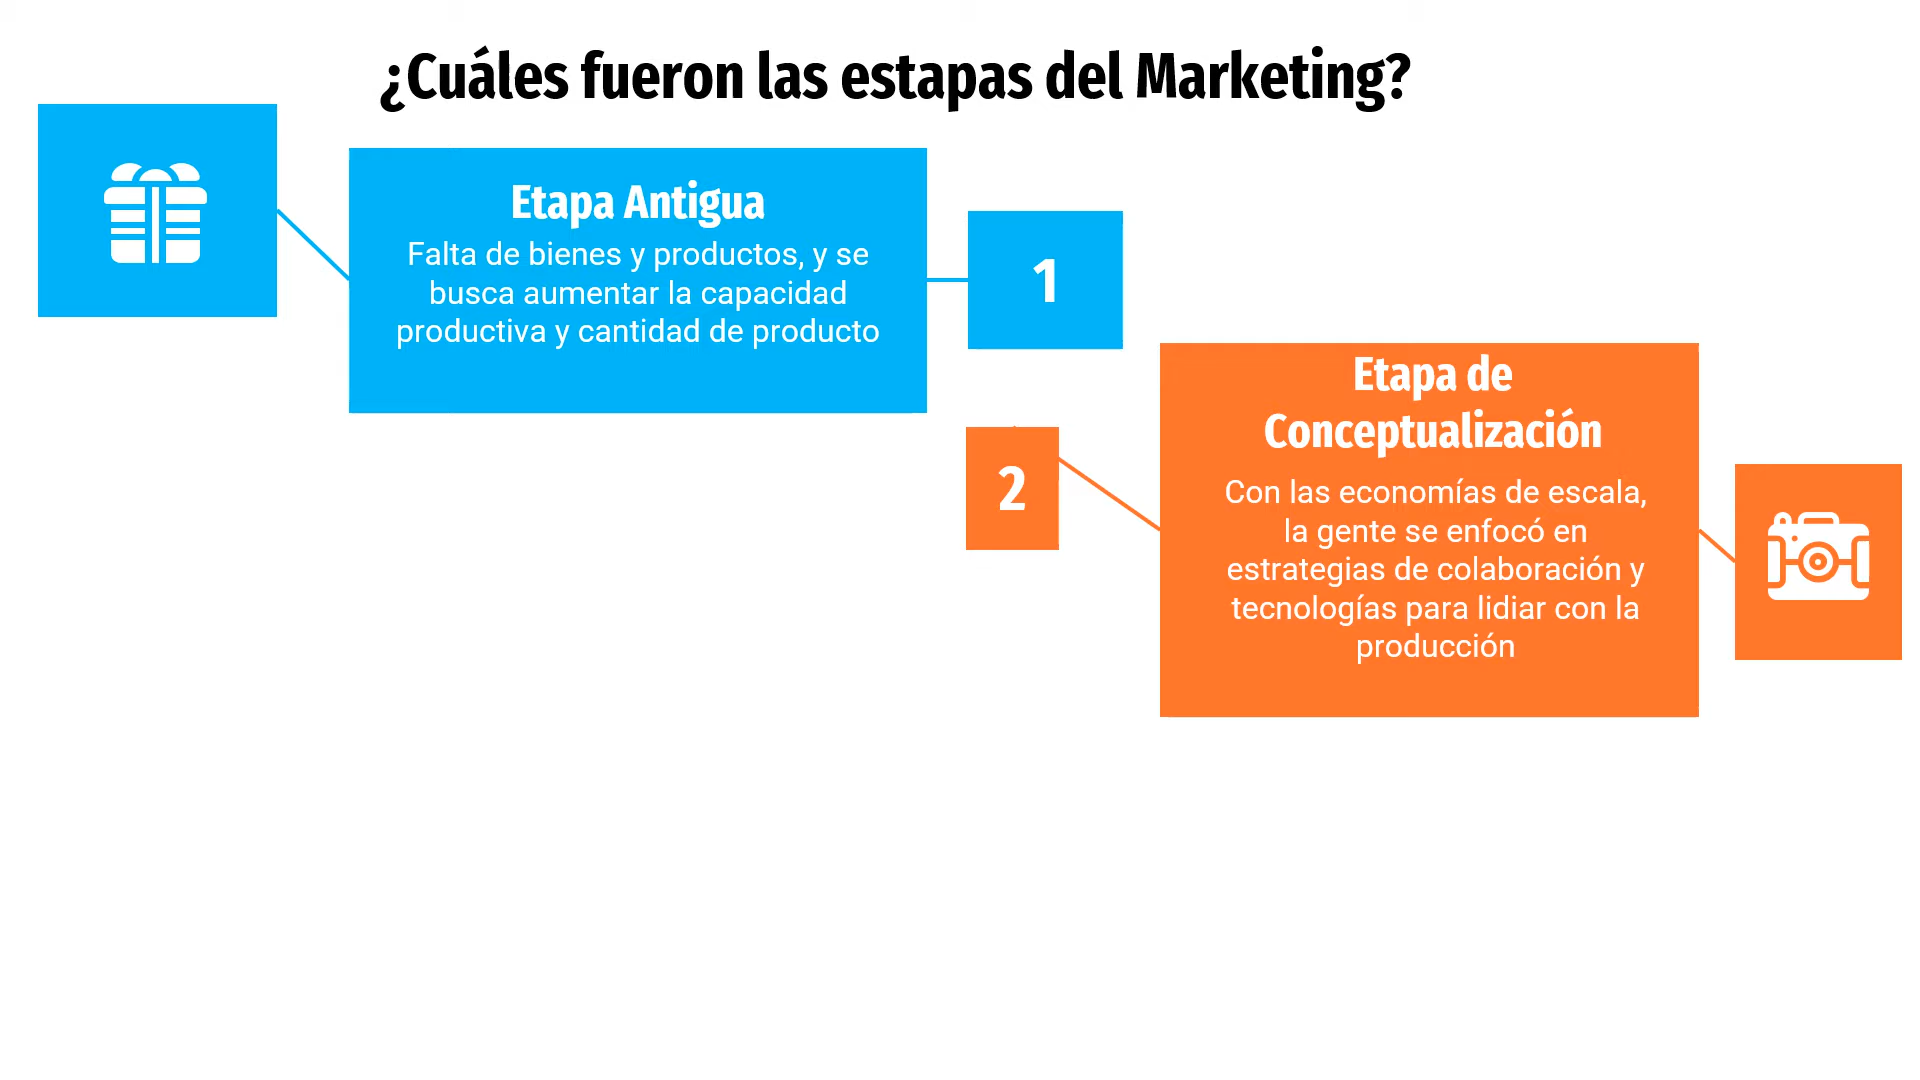 ¿Cuáles fueron las estapas del Marketing?
Etapa Antigua
Falta de bienes y productos, y se
busca aumentar la capacidad
productiva y cantidad de producto
1
2
Etapa de
Conceptualización
Con las economías de escala,
la gente se enfocó en
estrategias de colaboración y
tecnologías para lidiar con la
producción